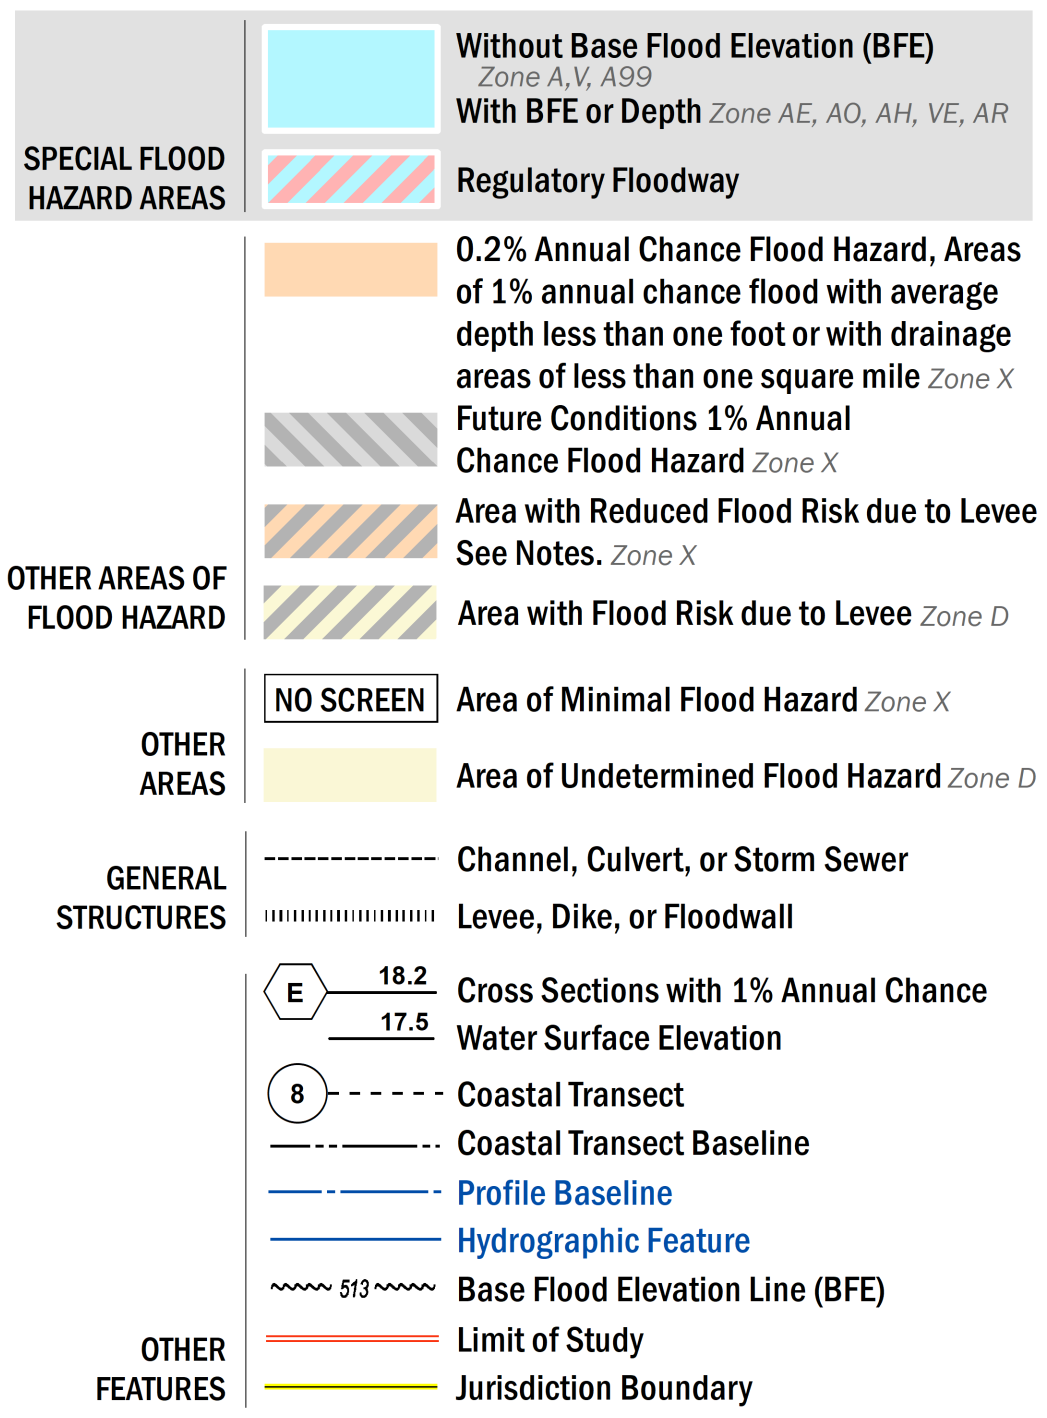 SPECIAL FLOOD
HAZARD AREAS
Without Base Flood Elevation (BFE)
Zone A,V, A99
With BFE or Depth Zone AE, AO, AH, VE, AR
Regulatory Floodway
OTHER AREAS OF
FLOOD HAZARD
0.2% Annual Chance Flood Hazard, Areas
of 1% annual chance flood with average
depth less than one foot or with drainage
areas of less than one square mile Zone X
Future Conditions 1% Annual
Chance Flood Hazard Zone X
Area with Reduced Flood Risk due to Levee
See Notes. Zone X
Area with Flood Risk due to Levee Zone D
OTHER
AREAS
NO SCREEN Area of Minimal Flood Hazard Zone X
Area of Undetermined Flood Hazard Zone D
GENERAL
STRUCTURES
Channel, Culvert, or Storm Sewer
Levee, Dike, or Floodwall
OTHER
FEATURES
E 18.2 Cross Sections with 1% Annual Chance
17.5 Water Surface Elevation
8 Coastal Transect
Coastal Transect Baseline
Profile Baseline
Hydrographic Feature
513 Base Flood Elevation Line (BFE)
Limit of Study
Jurisdiction Boundary